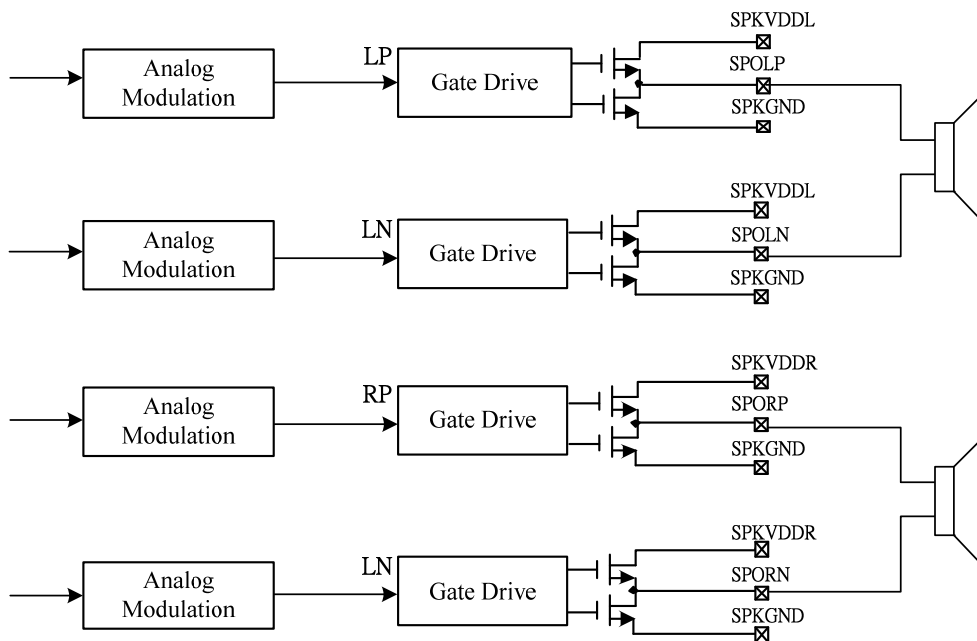 SPKVDDL
Analog
Modulation
LP
Gate Drive
SPOLP
SPKGND
SPKVDDL
Analog
Modulation
LN
Gate Drive
SPOLN
SPKGND
SPKVDDR
Analog
Modulation
RP
Gate Drive
SPORP
SPKGND
SPKVDDR
Analog
Modulation
LN
Gate Drive
SPORN
SPKGND